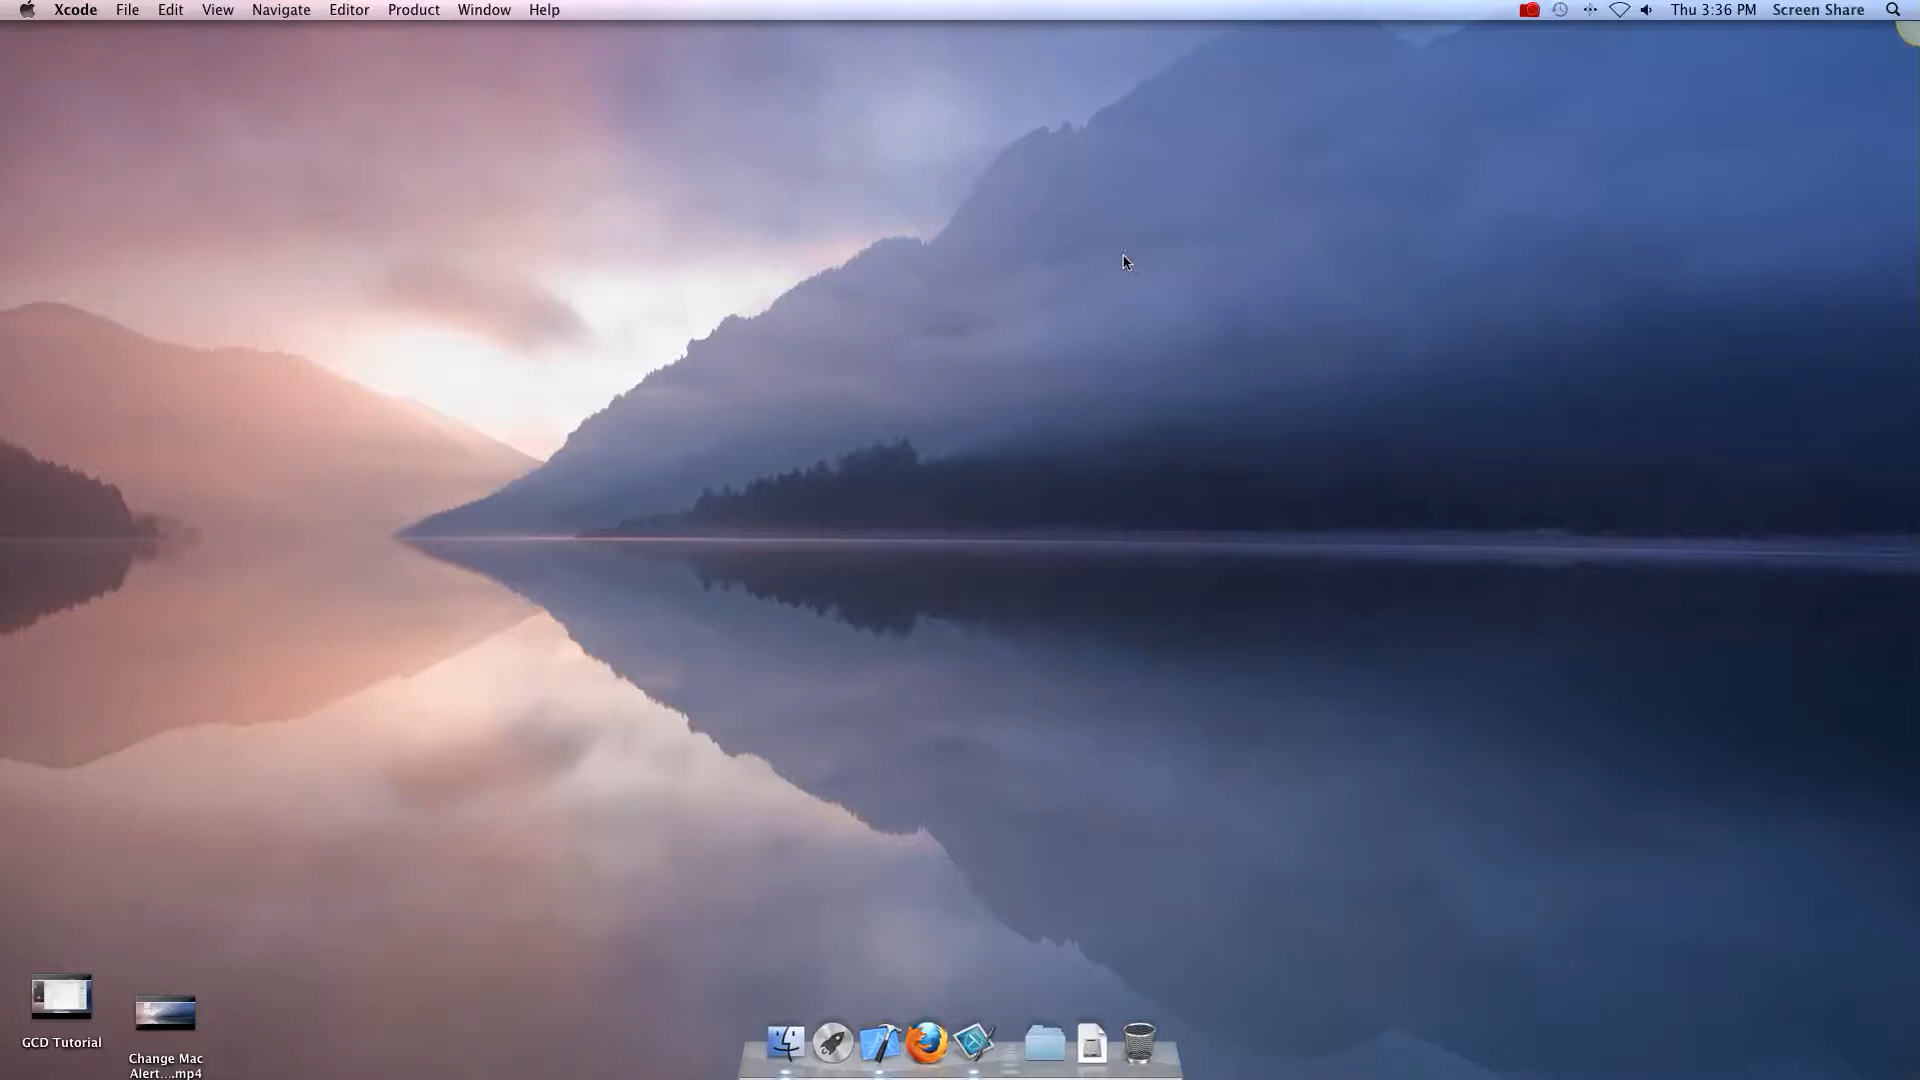 Xcode File Edit View Navigate Editor Product Window Help Thu 3:36 PM Screen Share
GCD Tutorial
Change Mac
Alert....mp4